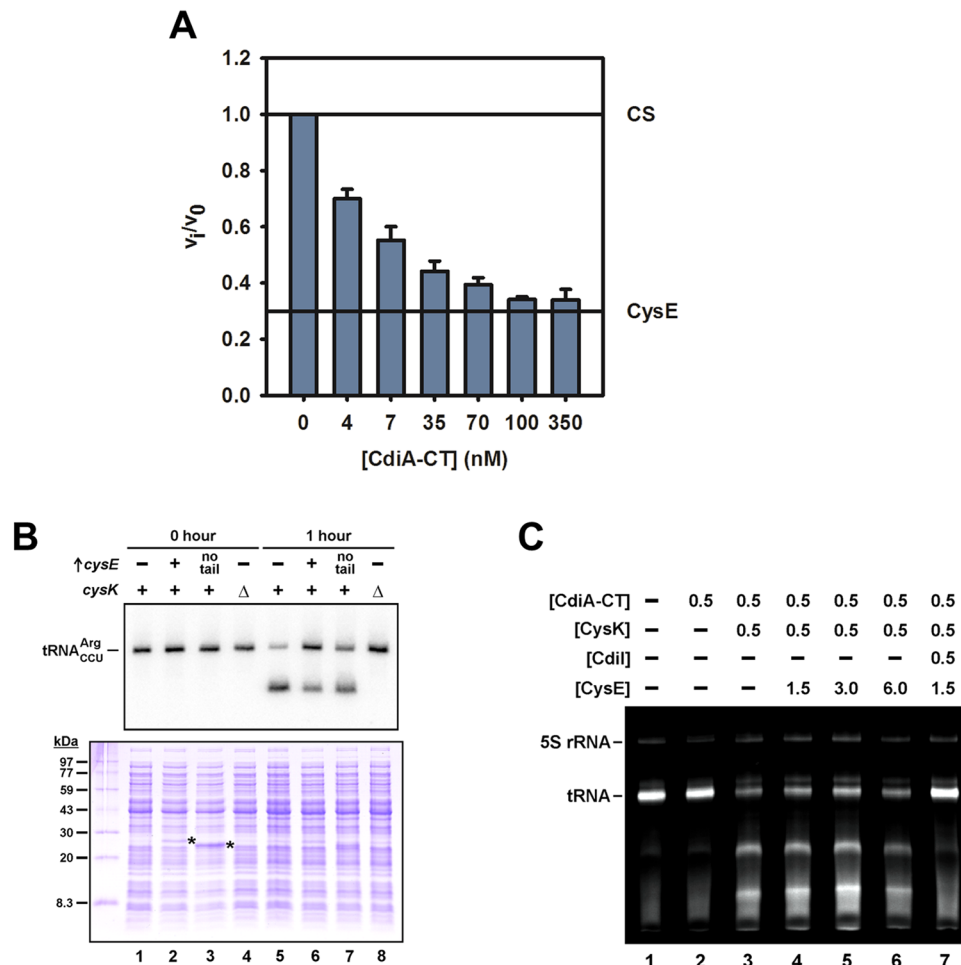 A
1.2
1.0
CS
0.8
0.6
0.4
CysE
0.2
0.0
vi/v0
0 4 7 35 70 100 350
[CdiA-CT] (nM)
B
0 hour 1 hour
↑cysE – + no tail – – + no tail –
cysK + + + Δ + + + Δ
tRNA Arg CCU –
kDa
97
77
59
43
30
20
8.3
* *
1 2 3 4 5 6 7 8
C
[CdiA-CT] – 0.5 0.5 0.5 0.5 0.5 0.5
[CysK] – – 0.5 0.5 0.5 0.5 0.5
[CdiI] – – – – – – 0.5
[CysE] – – – 1.5 3.0 6.0 1.5
5S rRNA –
tRNA –
1 2 3 4 5 6 7